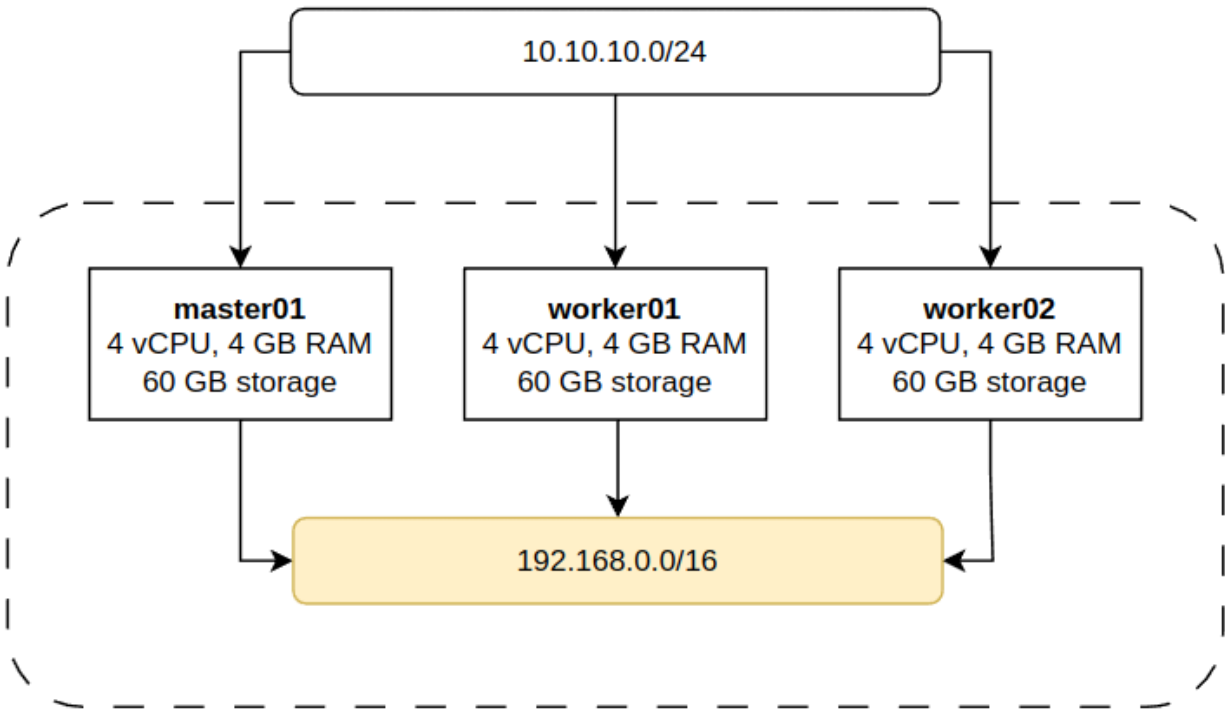 10.10.10.0/24
master01
4 vCPU, 4 GB RAM
60 GB storage
worker01
4 vCPU, 4 GB RAM
60 GB storage
worker02
4 vCPU, 4 GB RAM
60 GB storage
192.168.0.0/16